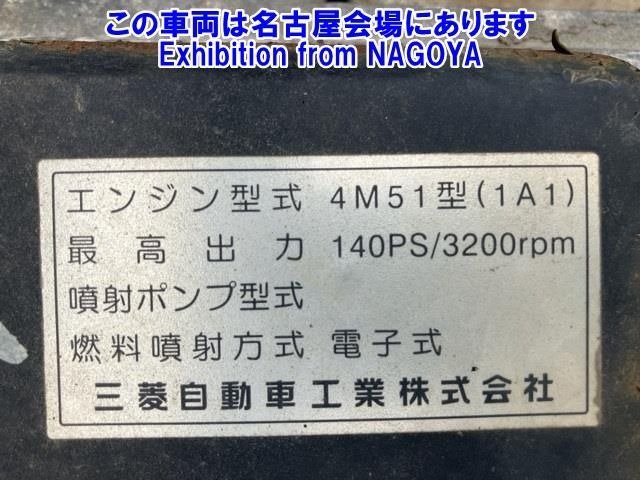 この車両は名古屋会場にあります
Exhibition from NAGOYA
エンジン型式 4M51型(1A1)
最高出力 140PS/3200rpm
噴射ポンプ型式
燃料噴射方式 電子式
三菱自動車工業株式会社